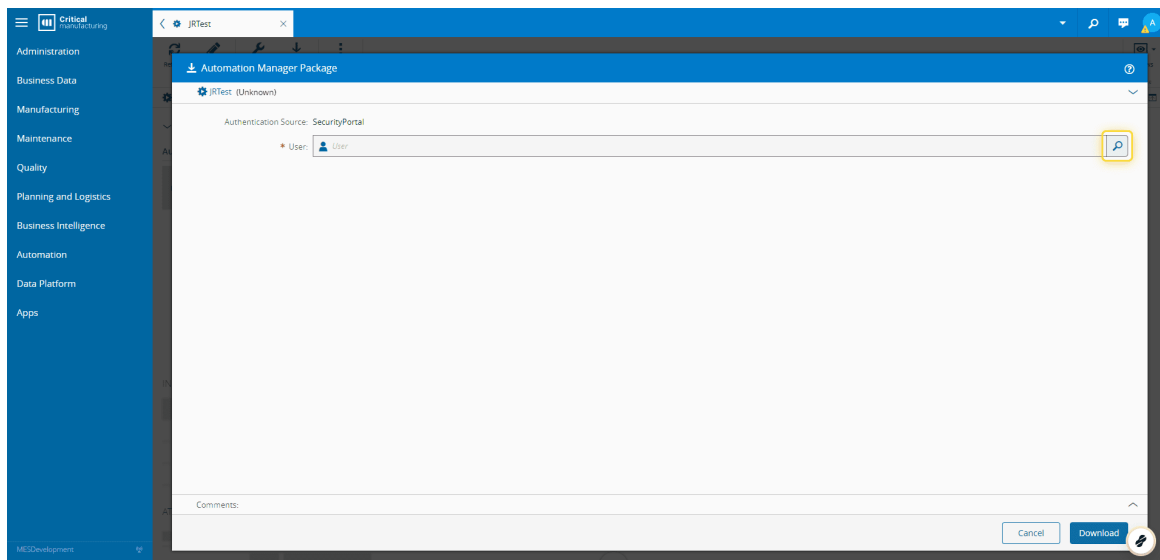 Critical
manufacturing
JRTest
A
Administration
Business Data
Manufacturing
Maintenance
Quality
Planning and Logistics
Business Intelligence
Automation
Data Platform
Apps
Automation Manager Package
JRTest (Unknown)
Authentication Source: SecurityPortal
* User: User
Comments:
Cancel
Download
MESDevelopment